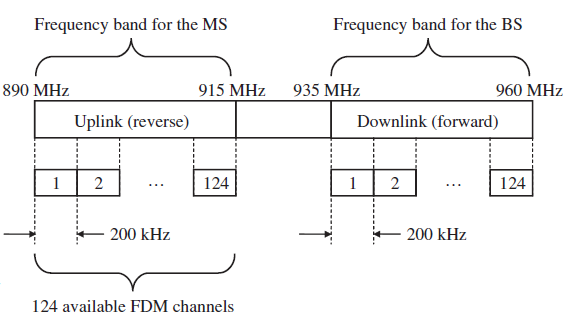 Frequency band for the MS Frequency band for the BS
890 MHz 915 MHz 935 MHz 960 MHz
Uplink (reverse) Downlink (forward)
1 2 ... 124 1 2 ... 124
200 kHz 200 kHz
124 available FDM channels